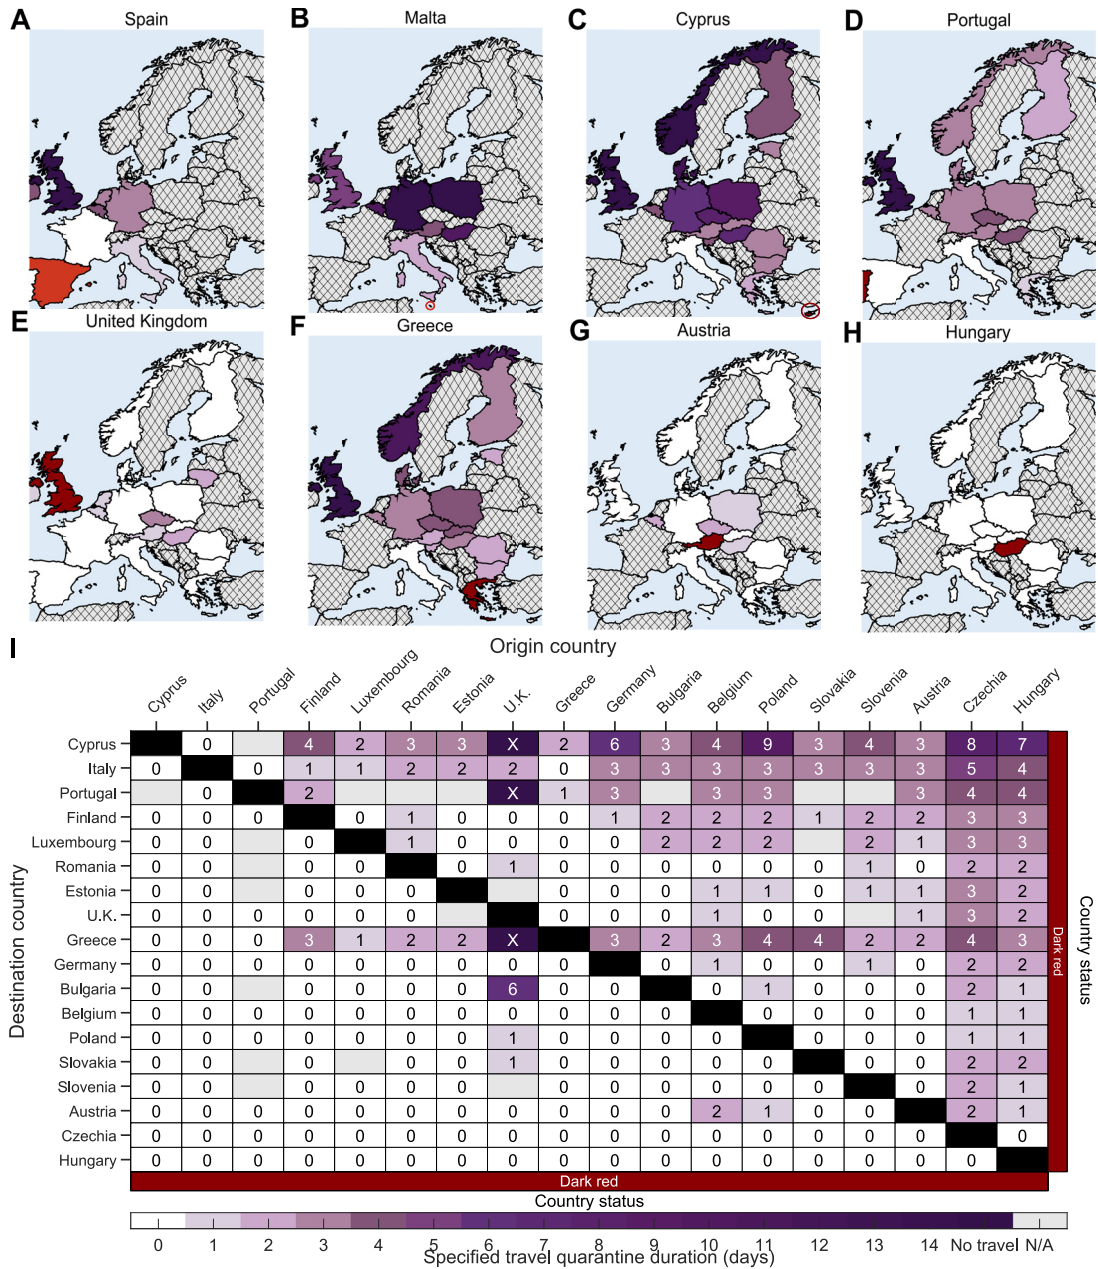 A Spain B Malta C Cyprus D Portugal
E United Kingdom F Greece G Austria H Hungary
I Origin country
Cyprus Italy Portugal Finland Luxembourg Romania Estonia U.K. Greece Germany Bulgaria Belgium Poland Slovakia Slovenia Austria Czechia Hungary
Destination country
Cyprus 0 4 2 3 3 X 2 6 3 4 9 3 4 3 8 7
Italy 0 0 1 1 2 2 2 0 3 3 3 3 3 3 3 5 4
Portugal 0 2 X 1 3 3 3 3 4 4
Finland 0 0 0 0 1 0 0 0 1 2 2 2 1 2 2 3 3
Luxembourg 0 0 0 1 0 0 0 0 2 2 2 2 1 3 3
Romania 0 0 0 0 0 1 0 0 0 0 0 0 1 0 2 2
Estonia 0 0 0 0 0 0 0 0 1 1 0 1 1 3 2
U.K. 0 0 0 0 0 0 0 0 0 1 0 0 1 3 2
Greece 0 0 0 3 1 2 2 X 3 2 3 4 4 2 2 4 3
Germany 0 0 0 0 0 0 0 0 0 0 1 0 0 1 0 2 2
Bulgaria 0 0 0 0 0 0 6 0 0 0 1 0 0 0 2 1
Belgium 0 0 0 0 0 0 0 0 0 0 0 0 0 0 0 1 1
Poland 0 0 0 0 0 0 0 1 0 0 0 0 0 0 0 1 1
Slovakia 0 0 0 0 0 1 0 0 0 0 0 0 0 2 2
Slovenia 0 0 0 0 0 0 0 0 0 0 0 0 0 2 1
Austria 0 0 0 0 0 0 0 0 0 0 0 2 1 0 0 2 1
Czechia 0 0 0 0 0 0 0 0 0 0 0 0 0 0 0 0 0
Hungary 0 0 0 0 0 0 0 0 0 0 0 0 0 0 0 0 0
Dark red
Country status
Dark red
Country status
0 1 2 3 4 5 6 7 8 9 10 11 12 13 14 No travel N/A
Specified travel quarantine duration (days)